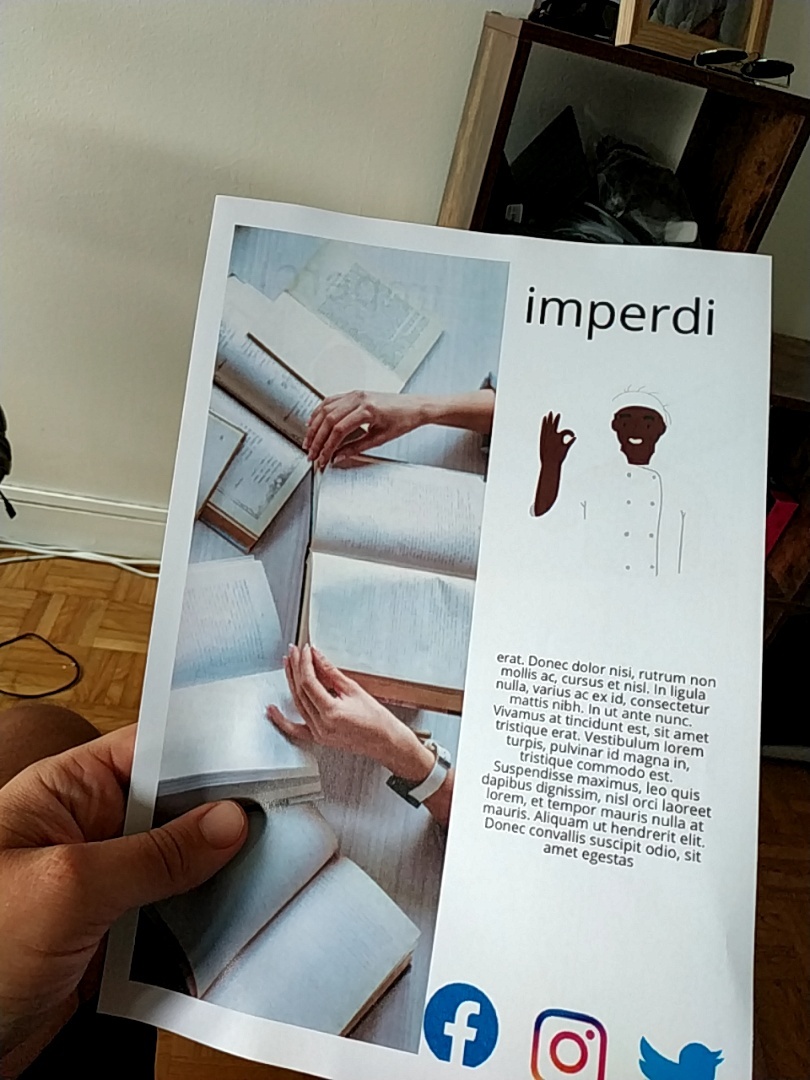 imperdi
erat. Donec dolor nisi, rutrum non
mollis ac, cursus et nisl. In ligula
nulla, varius ac ex id, consectetur
mattis nibh. In ut ante nunc.
Vivamus at tincidunt est, sit amet
tristique erat. Vestibulum lorem
turpis, pulvinar id magna in,
tristique commodo est.
Suspendisse maximus, leo quis
dapibus dignissim, nisl orci laoreet
lorem, et tempor mauris nulla at
mauris. Aliquam ut hendrerit elit.
Donec convallis suscipit odio, sit
amet egestas